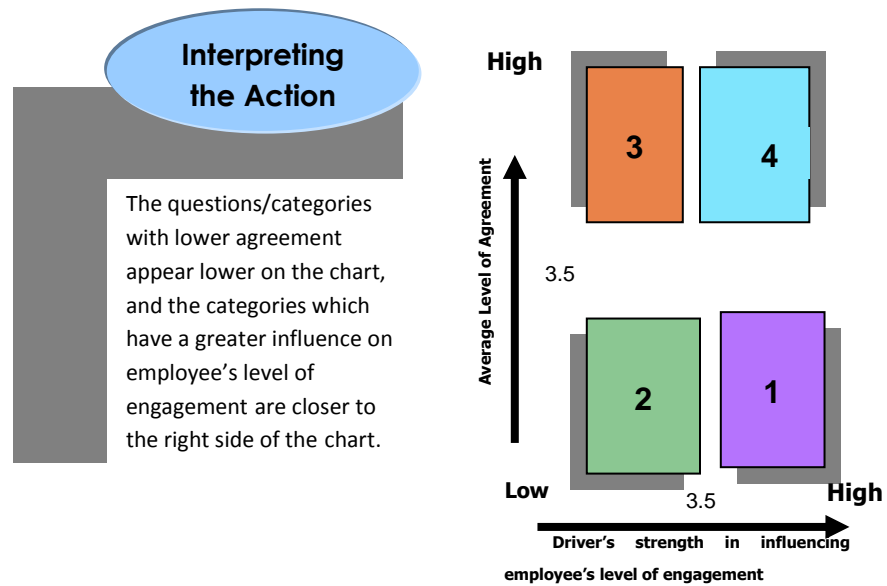 Interpreting
the Action
The questions/categories
with lower agreement
appear lower on the chart,
and the categories which
have a greater influence on
employee’s level of
engagement are closer to
the right side of the chart.
High
3
4
Average Level of Agreement
3.5
2
1
Low
3.5
High
Driver’s strength in influencing
employee’s level of engagement